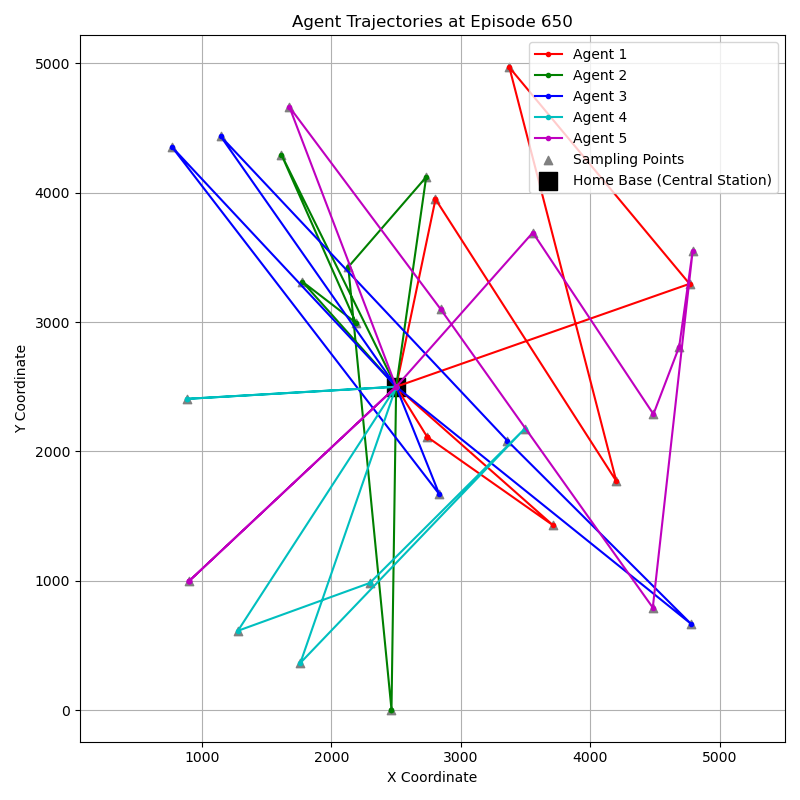 Agent Trajectories at Episode 650
Agent 1
Agent 2
Agent 3
Agent 4
Agent 5
Sampling Points
Home Base (Central Station)
5000
4000
3000
2000
1000
0
Y Coordinate
1000
2000
3000
4000
5000
X Coordinate